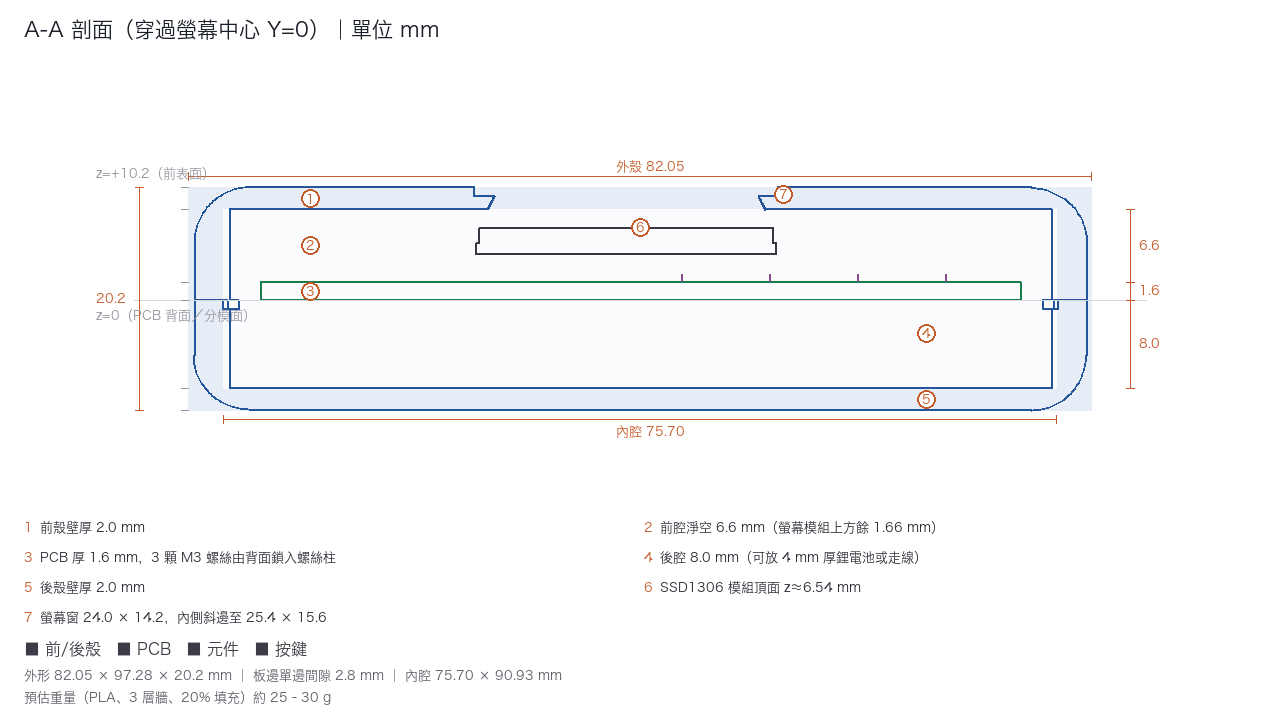 A-A 剖面（穿過螢幕中心 Y=0）｜單位 mm
z=+10.2（前表面）
外殼 82.05
1
7
6
2
6.6
3
1.6
20.2
z=0（PCB 背面／分模面）
4
8.0
5
內腔 75.70
1 前殼壁厚 2.0 mm
2 前腔淨空 6.6 mm（螢幕模組上方餘 1.66 mm）
3 PCB 厚 1.6 mm，3 顆 M3 螺絲由背面鎖入螺絲柱
4 後腔 8.0 mm（可放 4 mm 厚鋰電池或走線）
5 後殼壁厚 2.0 mm
6 SSD1306 模組頂面 z≈6.54 mm
7 螢幕窗 24.0 × 14.2，內側斜邊至 25.4 × 15.6
■ 前/後殼 ■ PCB ■ 元件 ■ 按鍵
外形 82.05 × 97.28 × 20.2 mm ｜ 板邊單邊間隙 2.8 mm ｜ 內腔 75.70 × 90.93 mm
預估重量（PLA、3 層牆、20% 填充）約 25 - 30 g